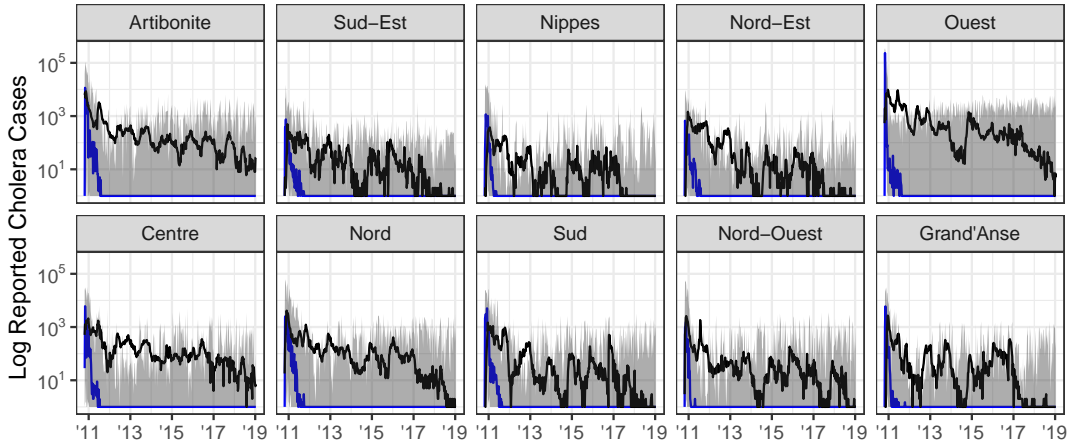 Log Reported Cholera Cases
Artibonite Sud−Est Nippes Nord−Est Ouest
10^5
10^3
10^1
Centre Nord Sud Nord−Ouest Grand'Anse
10^5
10^3
10^1
'11 '13 '15 '17 '19 '11 '13 '15 '17 '19 '11 '13 '15 '17 '19 '11 '13 '15 '17 '19 '11 '13 '15 '17 '19